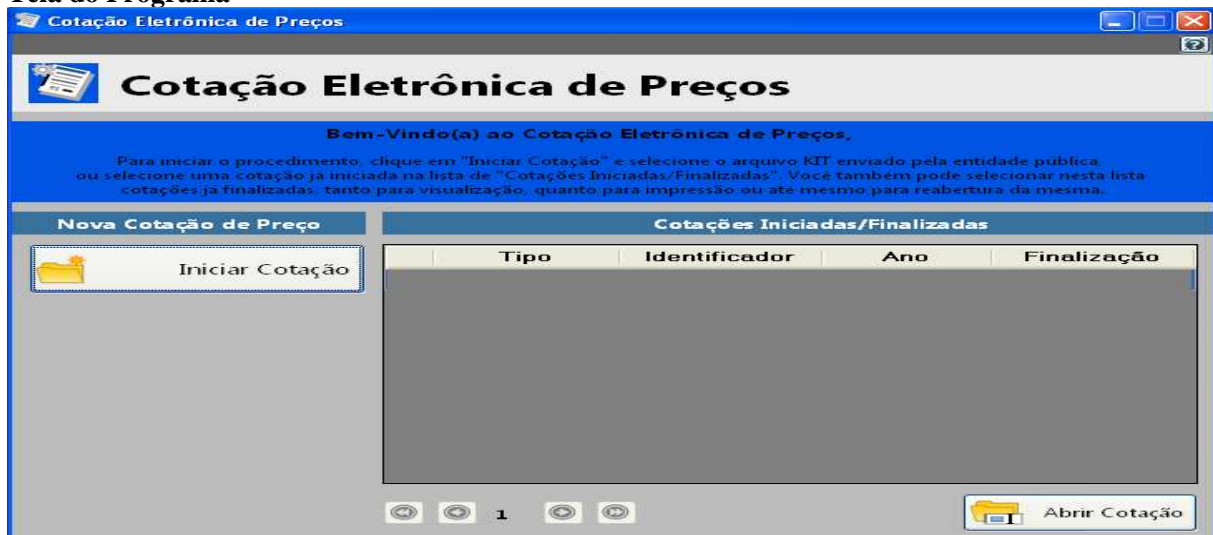 Tela do Programa
Cotação Eletrônica de Preços
Cotação Eletrônica de Preços
Bem-Vindo(a) ao Cotação Eletrônica de Preços,
Para iniciar o procedimento, clique em "Iniciar Cotação" e selecione o arquivo KIT enviado pela entidade pública,
ou selecione uma cotação já iniciada na lista de "Cotações Iniciadas/Finalizadas". Você também pode selecionar nesta lista
cotações já finalizadas, tanto para visualização, quanto para impressão ou até mesmo para reabertura da mesma.
Nova Cotação de Preço
Cotações Iniciadas/Finalizadas
Iniciar Cotação
Tipo Identificador Ano Finalização
1
Abrir Cotação